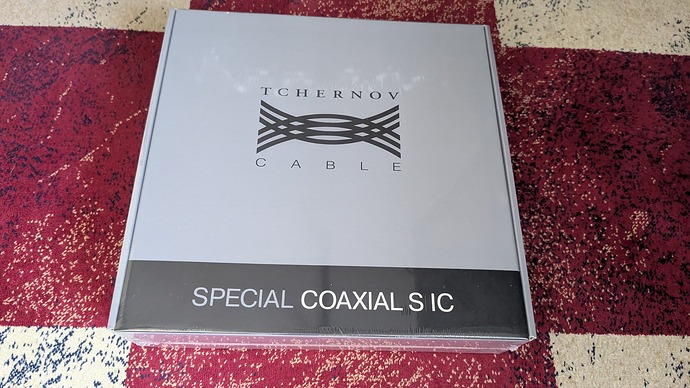 TCHERNOV
CABLE
SPECIAL COAXIAL S IC